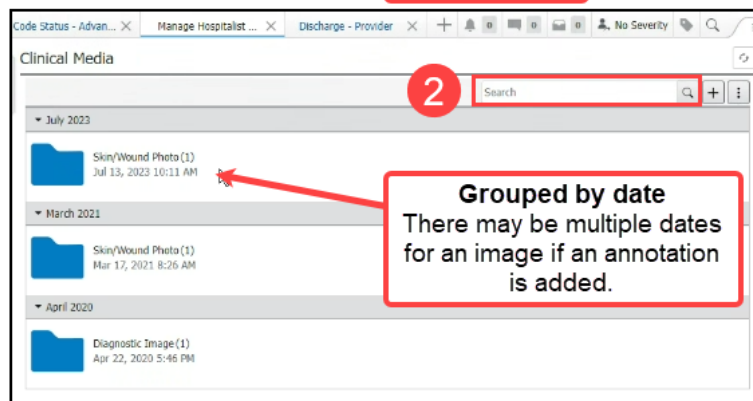 Code Status - Advan... Manage Hospitalist ... Discharge - Provider 0 0 0 No Severity
Clinical Media
2 Search
July 2023
Skin/Wound Photo (1)
Jul 13, 2023 10:11 AM
Grouped by date
There may be multiple dates
for an image if an annotation
is added.
March 2021
Skin/Wound Photo (1)
Mar 17, 2021 8:26 AM
April 2020
Diagnostic Image (1)
Apr 22, 2020 5:46 PM